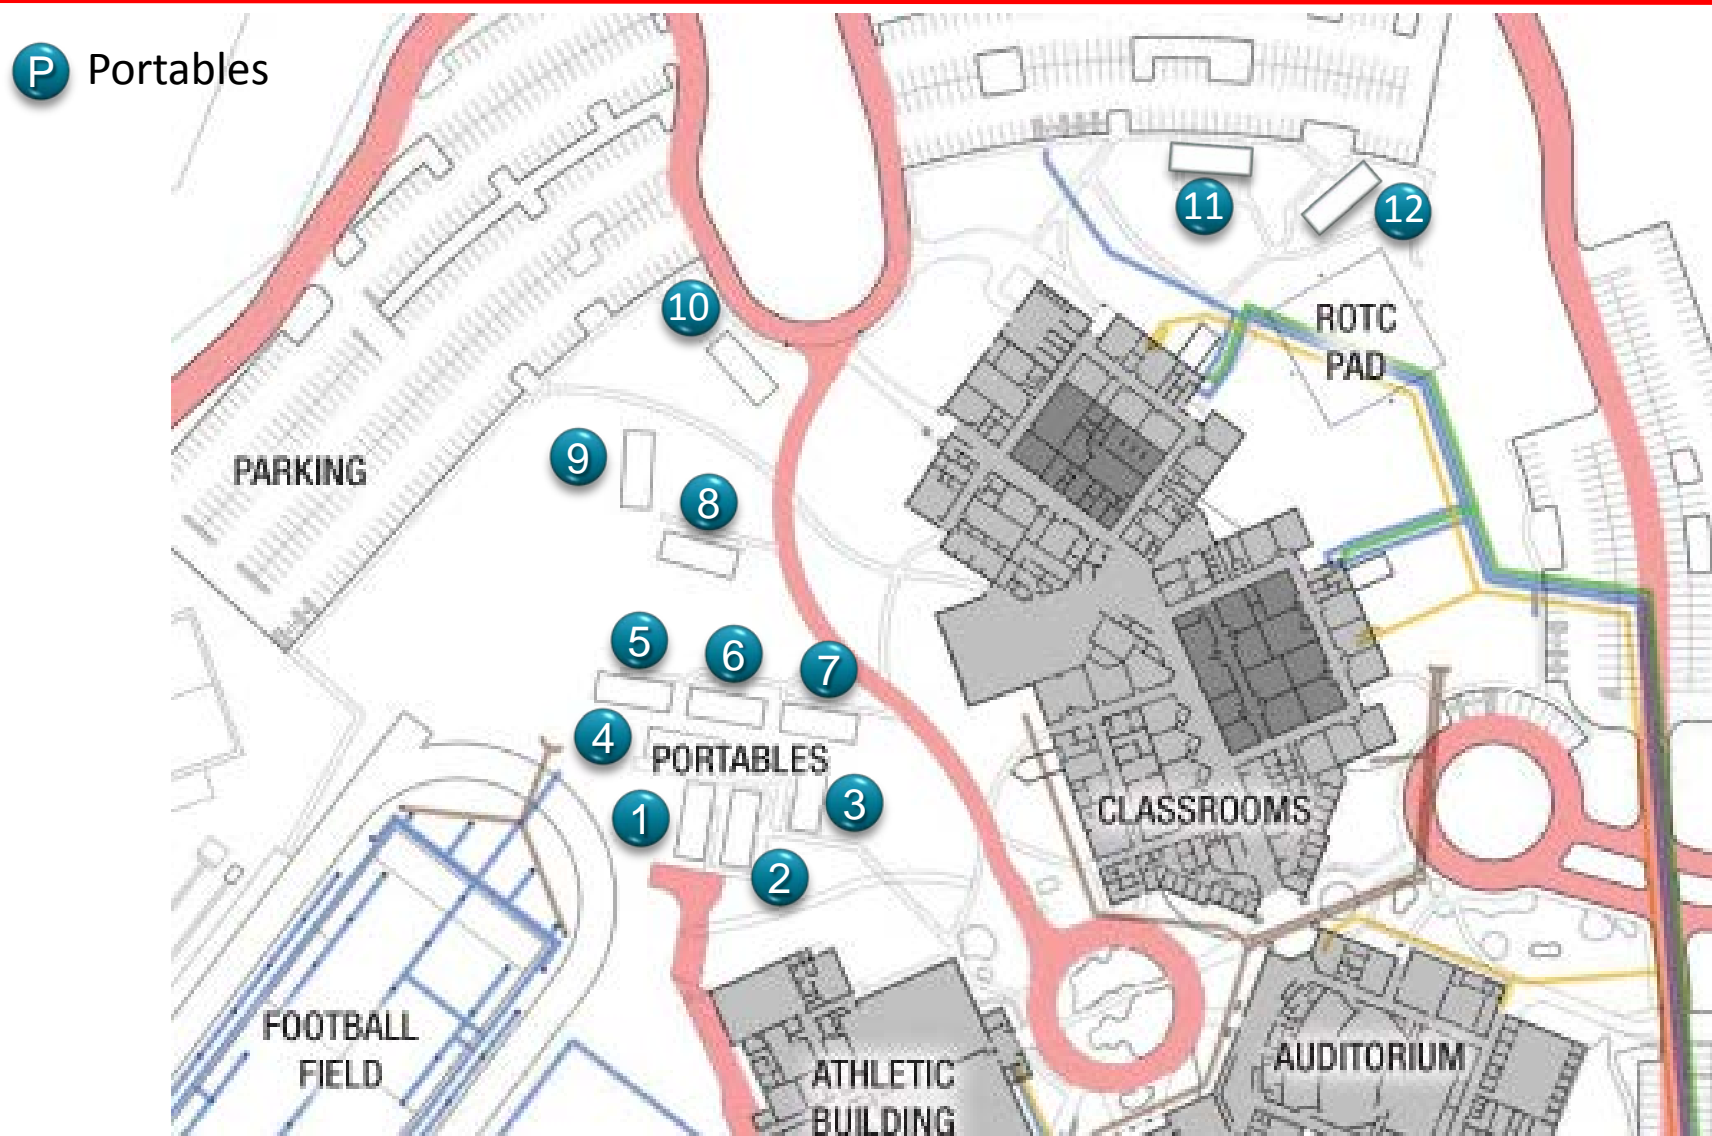 P Portables
11
12
10
ROTC
PAD
9
PARKING
8
5
6
7
4
PORTABLES
1
3
CLASSROOMS
2
FOOTBALL
FIELD
ATHLETIC
BUILDING
AUDITORIUM